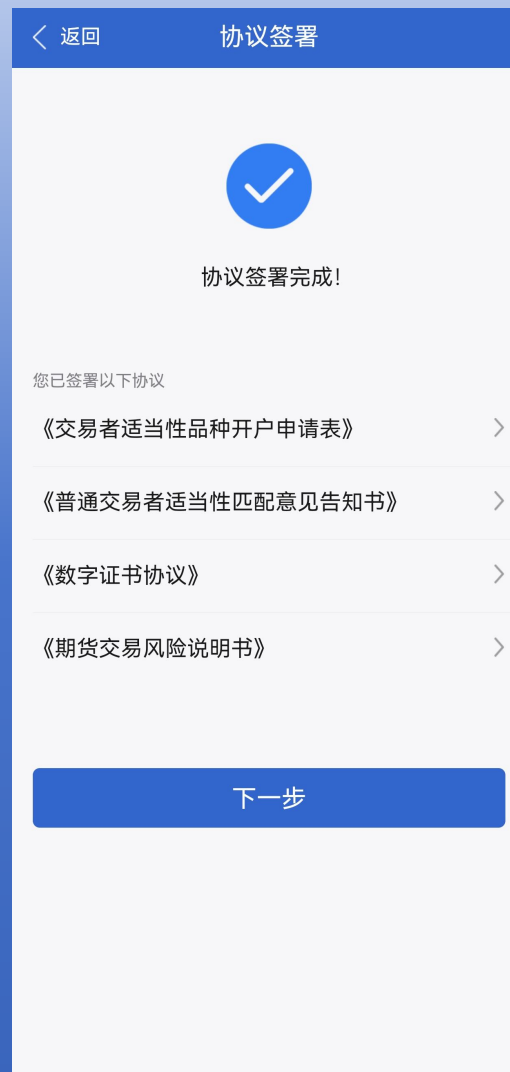 返回
协议签署
协议签署完成!
您已签署以下协议
《交易者适当性品种开户申请表》
《普通交易者适当性匹配意见告知书》
《数字证书协议》
《期货交易风险说明书》
下一步